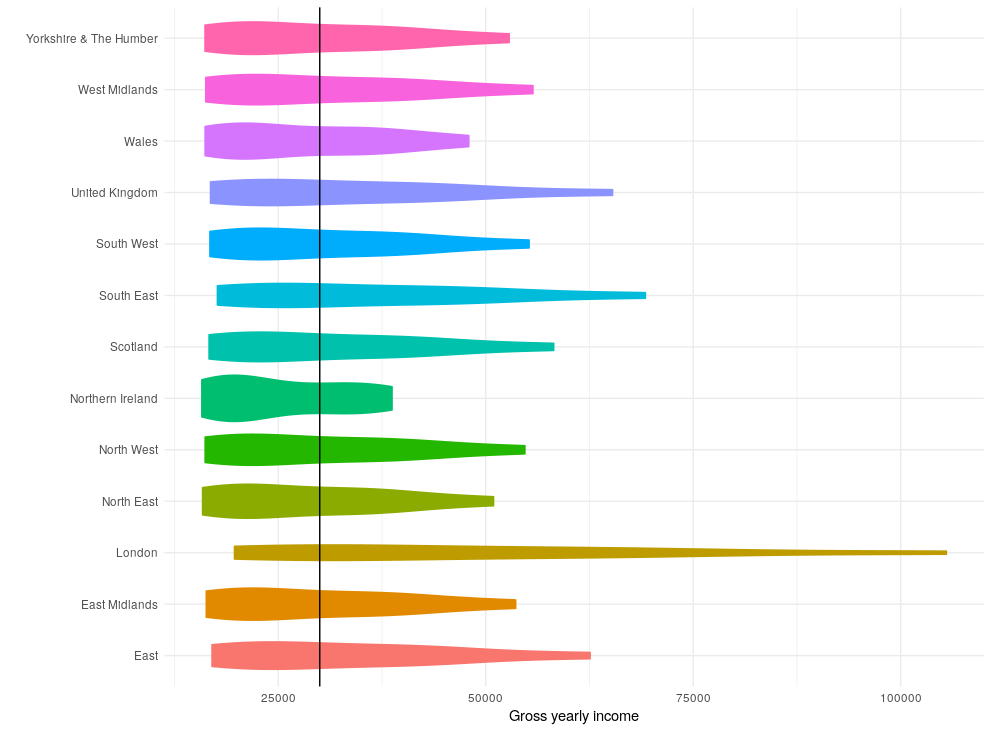 Yorkshire & The Humber
West Midlands
Wales
United Kingdom
South West
South East
Scotland
Northern Ireland
North West
North East
London
East Midlands
East
25000 50000 75000 100000
Gross yearly income